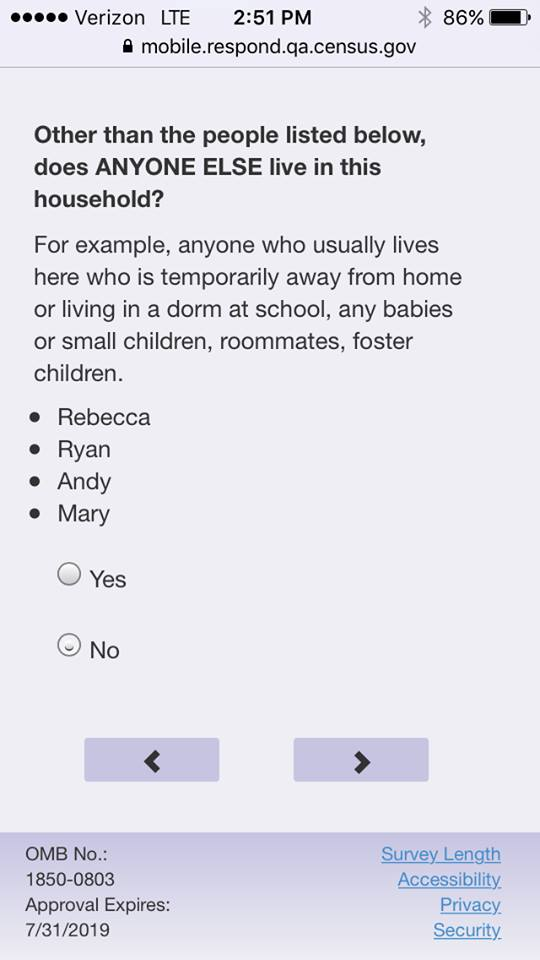 Verizon LTE 2:51 PM 86%
mobile.respond.qa.census.gov
Other than the people listed below,
does ANYONE ELSE live in this
household?
For example, anyone who usually lives
here who is temporarily away from home
or living in a dorm at school, any babies
or small children, roommates, foster
children.
• Rebecca
• Ryan
• Andy
• Mary
Yes
No
OMB No.:
1850-0803
Approval Expires:
7/31/2019
Survey Length
Accessibility
Privacy
Security